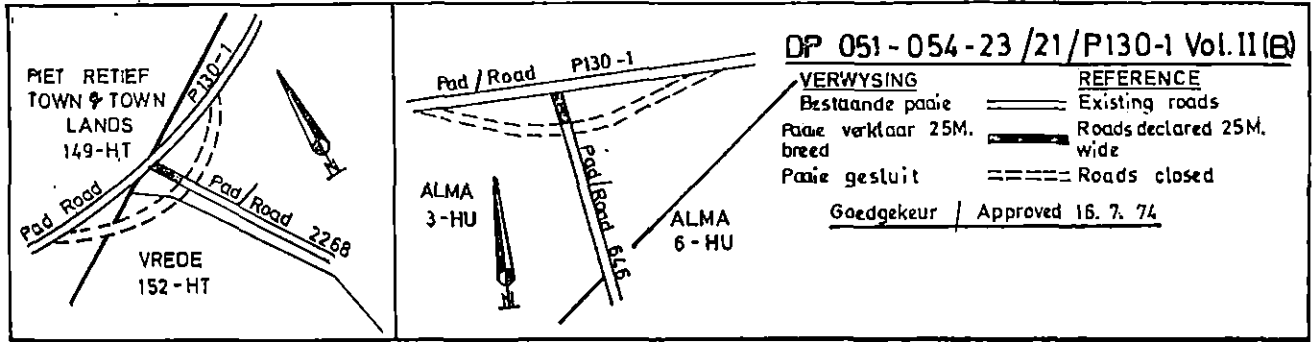 PIET RETIEF
TOWN & TOWN
LANDS
149-HT
P130-1
Pad Road
Pad/Road 2268
VREDE
152-HT
Pad/Road P130-1
Pad/Road 646
ALMA
3-HU
ALMA
6-HU
N
DP 051-054-23/21/P130-1 Vol.II(B)
VERWYSING REFERENCE
Bestaande paaie Existing roads
Paaie verklaar 25M. Roads declared 25M.
breed wide
Paaie gesluit Roads closed
Goedgekeur / Approved 16.7.74